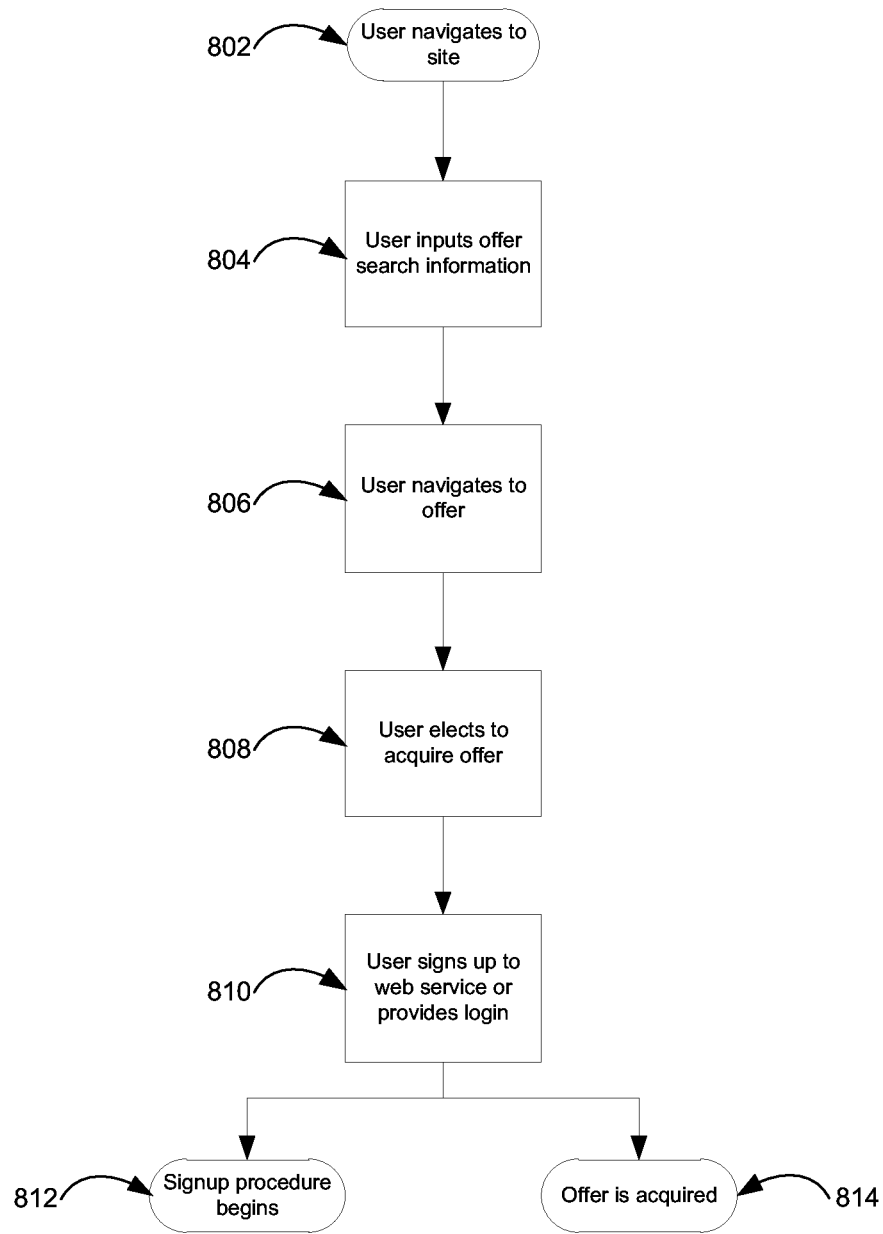 802
User navigates to
site
804
User inputs offer
search information
806
User navigates to
offer
808
User elects to
acquire offer
810
User signs up to
web service or
provides login
812
Signup procedure
begins
Offer is acquired
814